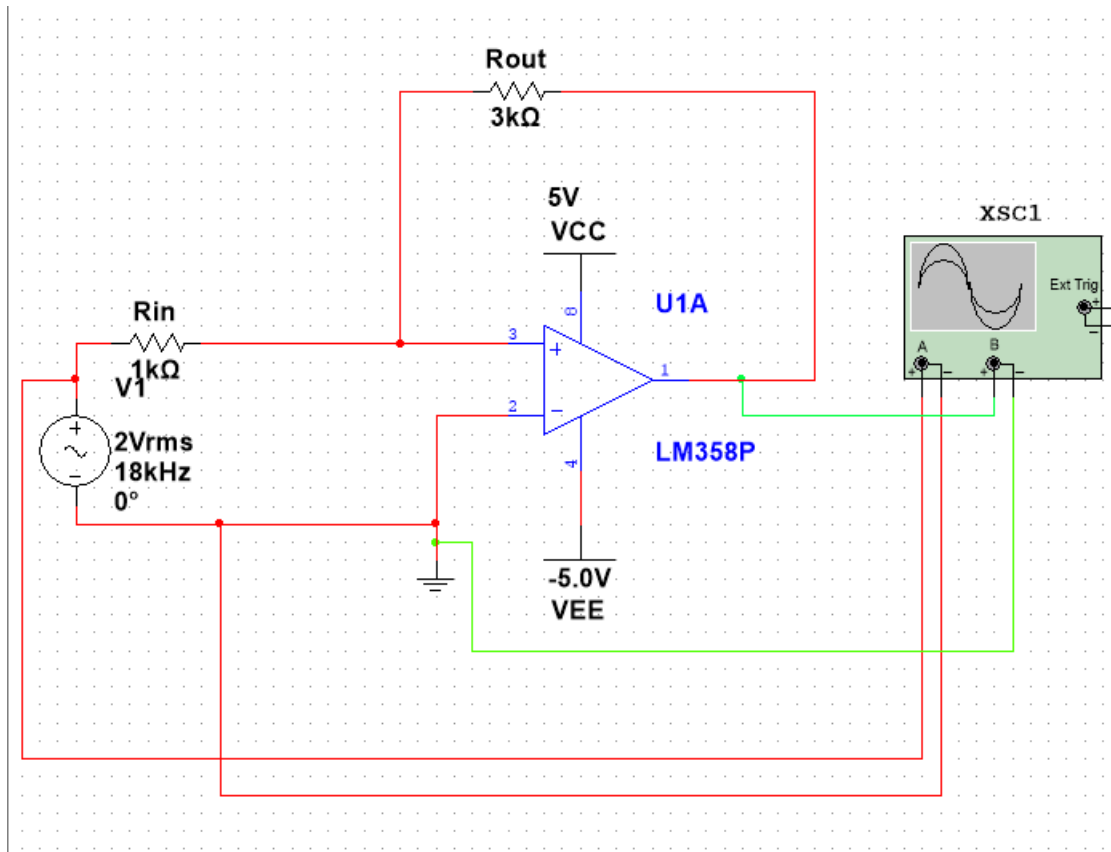 Rout
3kΩ
5V
VCC
xsc1
Ext Trig
+
−
A
B
+ −
+ −
U1A
8
Rin
1kΩ
3
+
1
2
−
4
LM358P
V1
+
−
2Vrms
18kHz
0°
-5.0V
VEE